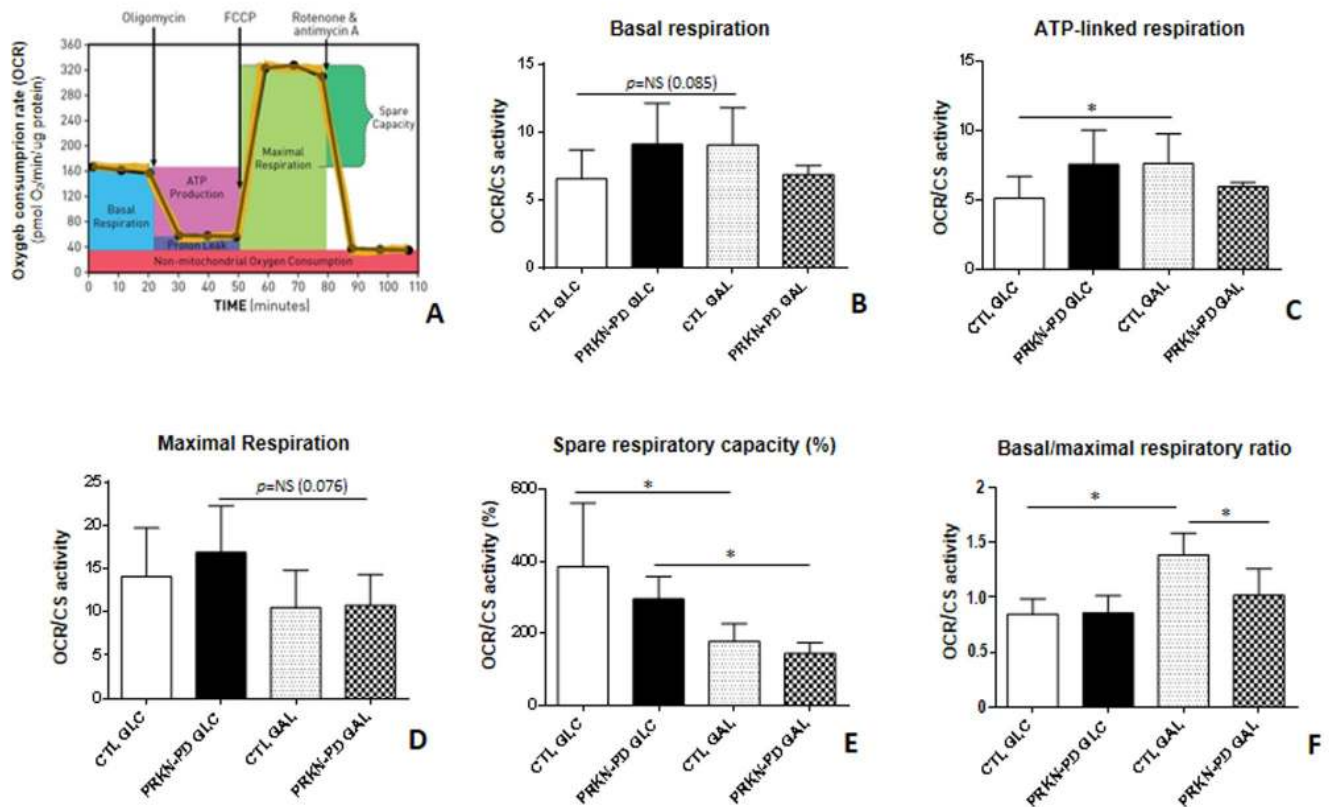 Oligomycin
FCCP
Rotenone &
antimycin A
Oxygeb consumprion rate (OCR)
(pmol O₂/min/ug protein)
360
320
280
240
200
160
120
80
40
0
Basal
Respiration
ATP
Production
Proton Leak
Maximal
Respiration
Spare
Capacity
Non-mitochondrial Oxygen Consumption
0 10 20 30 40 50 60 70 80 90 100 110
TIME (minutes)
A
Basal respiration
p=NS (0.085)
OCR/CS activity
15
10
5
0
CTL GLC
PRKN-PD GLC
CTL GAL
PRKN-PD GAL
B
ATP-linked respiration
*
OCR/CS activity
15
10
5
0
CTL GLC
PRKN-PD GLC
CTL GAL
PRKN-PD GAL
C
Maximal Respiration
p=NS (0.076)
OCR/CS activity
25
20
15
10
5
0
CTL GLC
PRKN-PD GLC
CTL GAL
PRKN-PD GAL
D
Spare respiratory capacity (%)
*
*
OCR/CS activity (%)
600
400
200
0
CTL GLC
PRKN-PD GLC
CTL GAL
PRKN-PD GAL
E
Basal/maximal respiratory ratio
*
*
OCR/CS activity
2
1.5
1.0
0.5
0
CTL GLC
PRKN-PD GLC
CTL GAL
PRKN-PD GAL
F